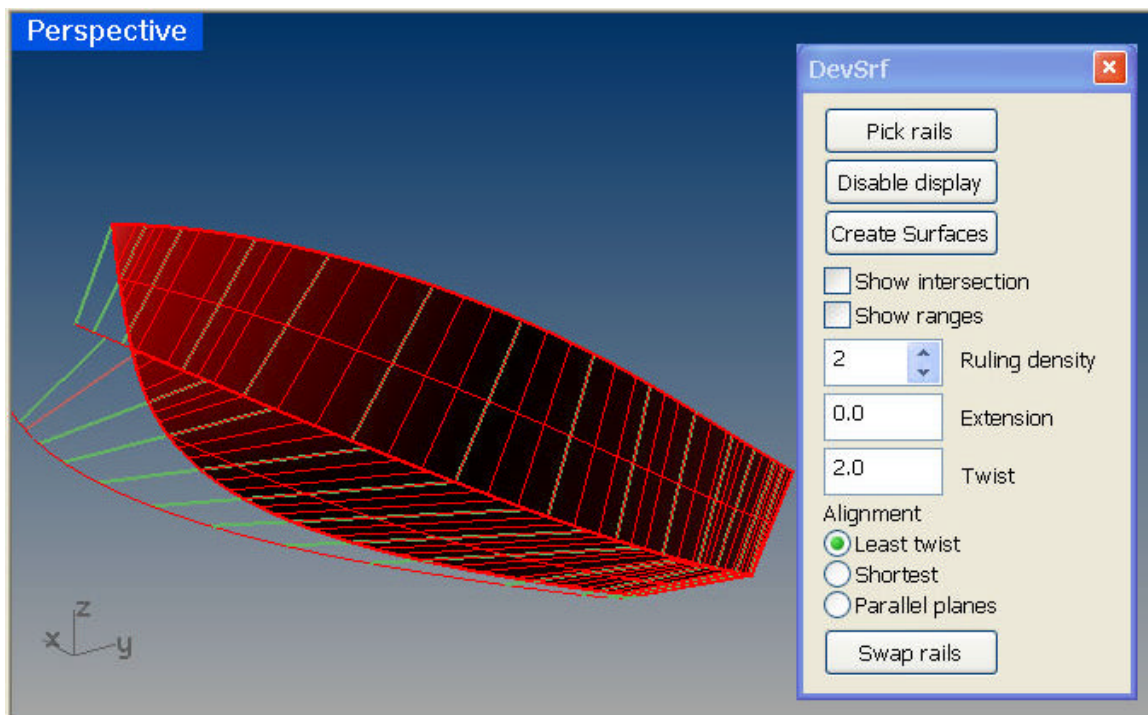 Perspective
DevSrf
Pick rails
Disable display
Create Surfaces
Show intersection
Show ranges
2 Ruling density
0.0 Extension
2.0 Twist
Alignment
Least twist
Shortest
Parallel planes
Swap rails
z
x y